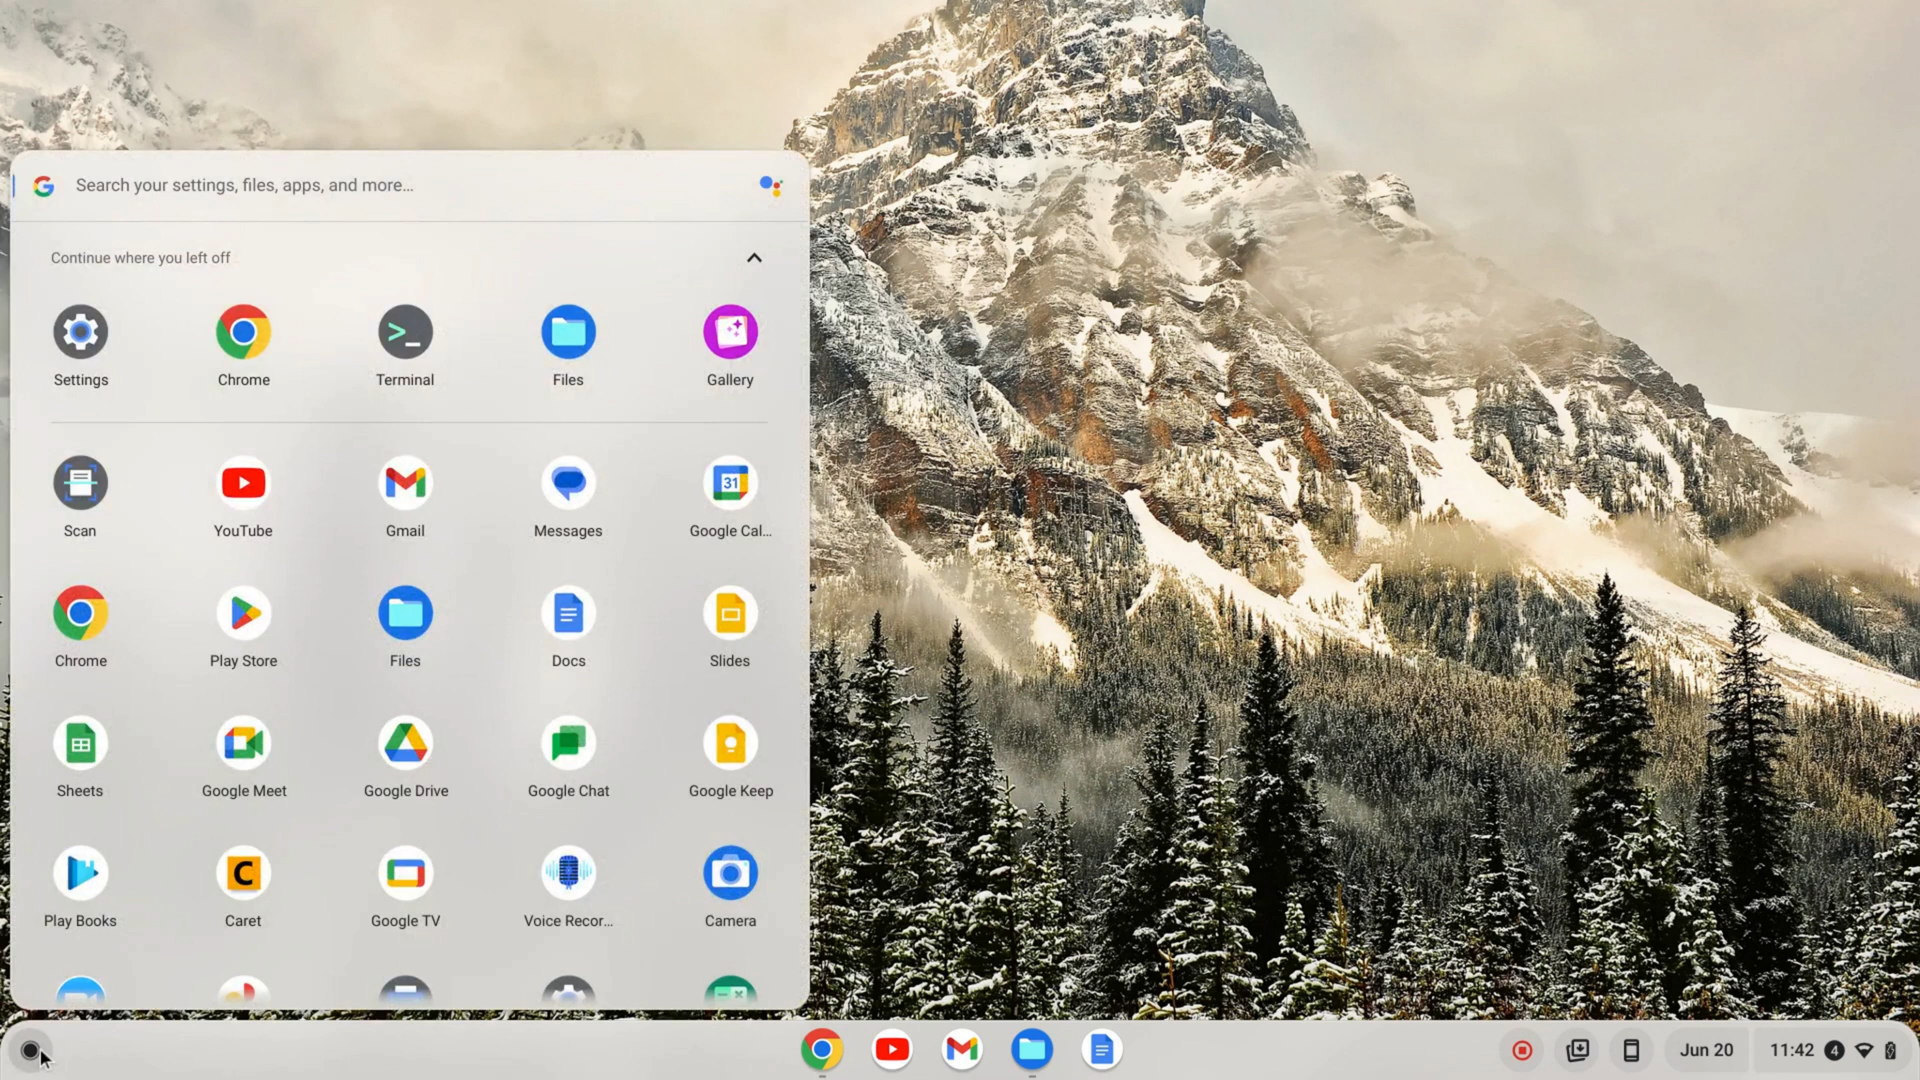 Search your settings, files, apps, and more...
Continue where you left off
Settings Chrome Terminal Files Gallery
31
Scan YouTube Gmail Messages Google Cal...
Chrome Play Store Files Docs Slides
Sheets Google Meet Google Drive Google Chat Google Keep
C
Play Books Caret Google TV Voice Recor... Camera
Jun 20 11:42 4